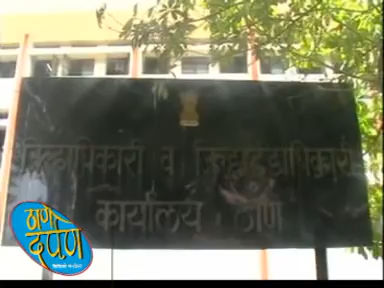 जिल्हाधिकारी व जिल्हादंडाधिकारी
कार्यालय ठाणे
ठाणे
दर्पण